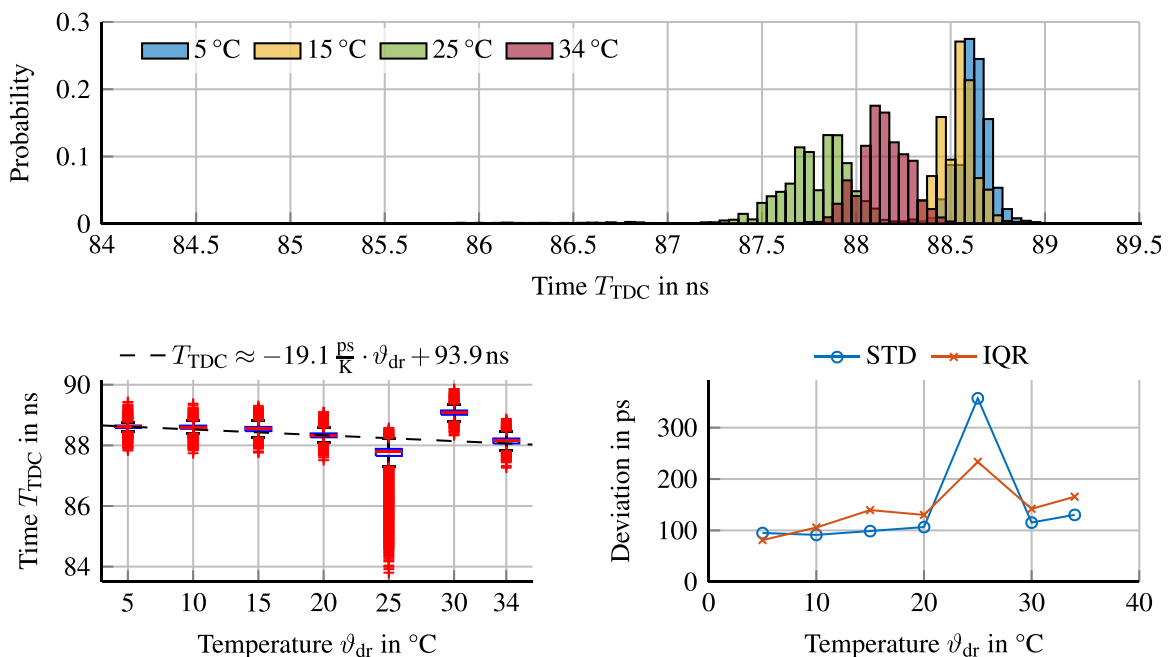 0.3
0.2
0.1
0
Probability
5 °C 15 °C 25 °C 34 °C
84 84.5 85 85.5 86 86.5 87 87.5 88 88.5 89 89.5
Time T_TDC in ns
T_TDC ≈ −19.1 ps/K · ϑ_dr + 93.9 ns
90
88
86
84
Time T_TDC in ns
5 10 15 20 25 30 34
Temperature ϑ_dr in °C
STD IQR
300
200
100
0
Deviation in ps
0 10 20 30 40
Temperature ϑ_dr in °C